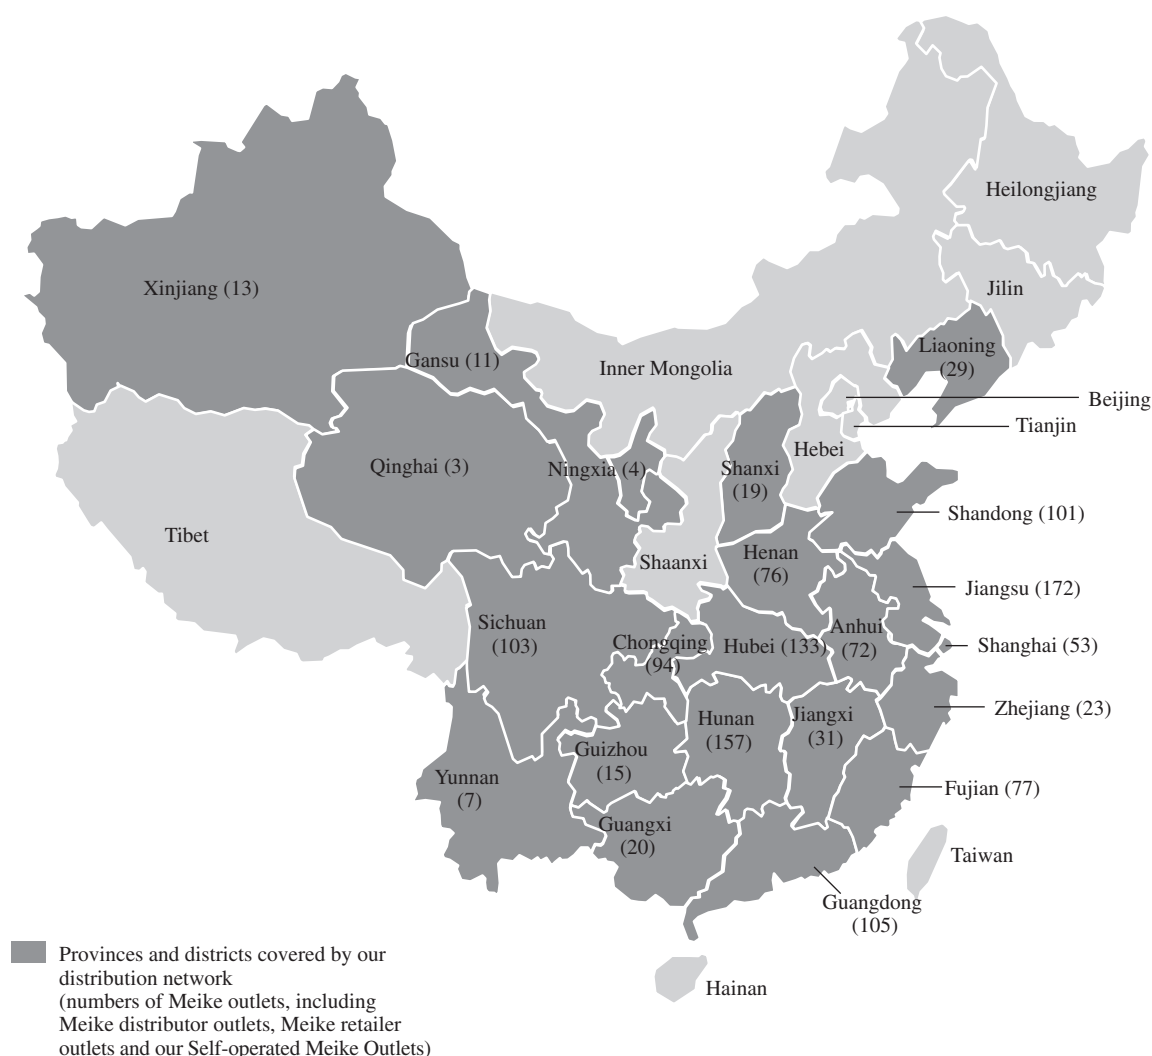 Heilongjiang
Xinjiang (13)
Jilin
Liaoning
(29)
Gansu (11)
Inner Mongolia
Beijing
Tianjin
Hebei
Qinghai (3)
Ningxia (4)
Shanxi
(19)
Shandong (101)
Tibet
Shaanxi
Henan
(76)
Jiangsu (172)
Sichuan
(103)
Chongqing
(94)
Hubei (133)
Anhui
(72)
Shanghai (53)
Zhejiang (23)
Hunan
(157)
Jiangxi
(31)
Guizhou
(15)
Yunnan
(7)
Fujian (77)
Guangxi
(20)
Taiwan
Guangdong
(105)
Hainan
Provinces and districts covered by our
distribution network
(numbers of Meike outlets, including
Meike distributor outlets, Meike retailer
outlets and our Self-operated Meike Outlets)